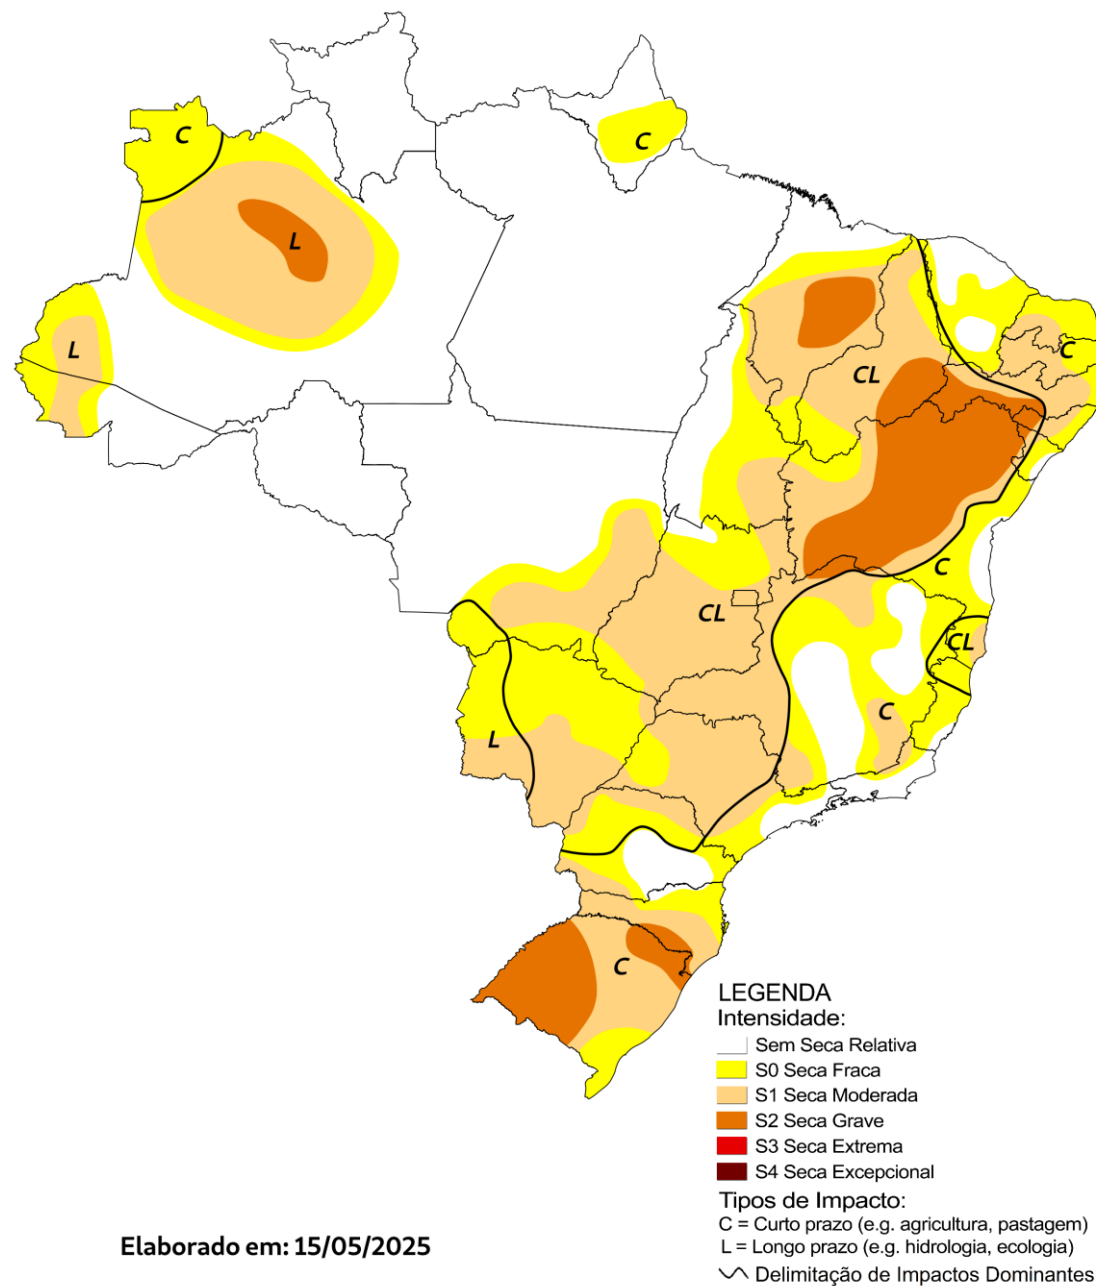 C
C
L
L
C
CL
C
CL
CL
C
L
C
LEGENDA
Intensidade:
Sem Seca Relativa
S0 Seca Fraca
S1 Seca Moderada
S2 Seca Grave
S3 Seca Extrema
S4 Seca Excepcional
Tipos de Impacto:
C = Curto prazo (e.g. agricultura, pastagem)
L = Longo prazo (e.g. hidrologia, ecologia)
Delimitação de Impactos Dominantes
Elaborado em: 15/05/2025